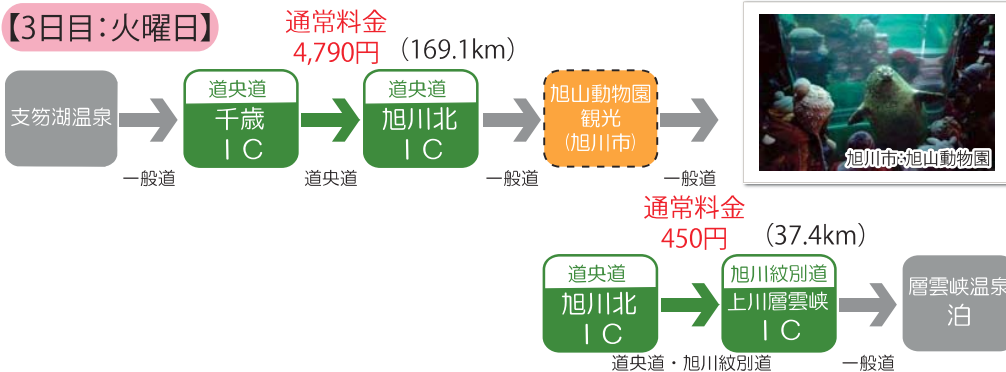 【3日目：火曜日】
通常料金
4,790円
（169.1km）
支笏湖温泉
道央道
千歳
ＩＣ
道央道
旭川北
ＩＣ
旭山動物園
観光
(旭川市)
一般道
道央道
一般道
一般道
旭川市:旭山動物園
通常料金
450円
（37.4km）
道央道
旭川北
ＩＣ
旭川紋別道
上川層雲峡
ＩＣ
層雲峡温泉
泊
道央道・旭川紋別道
一般道